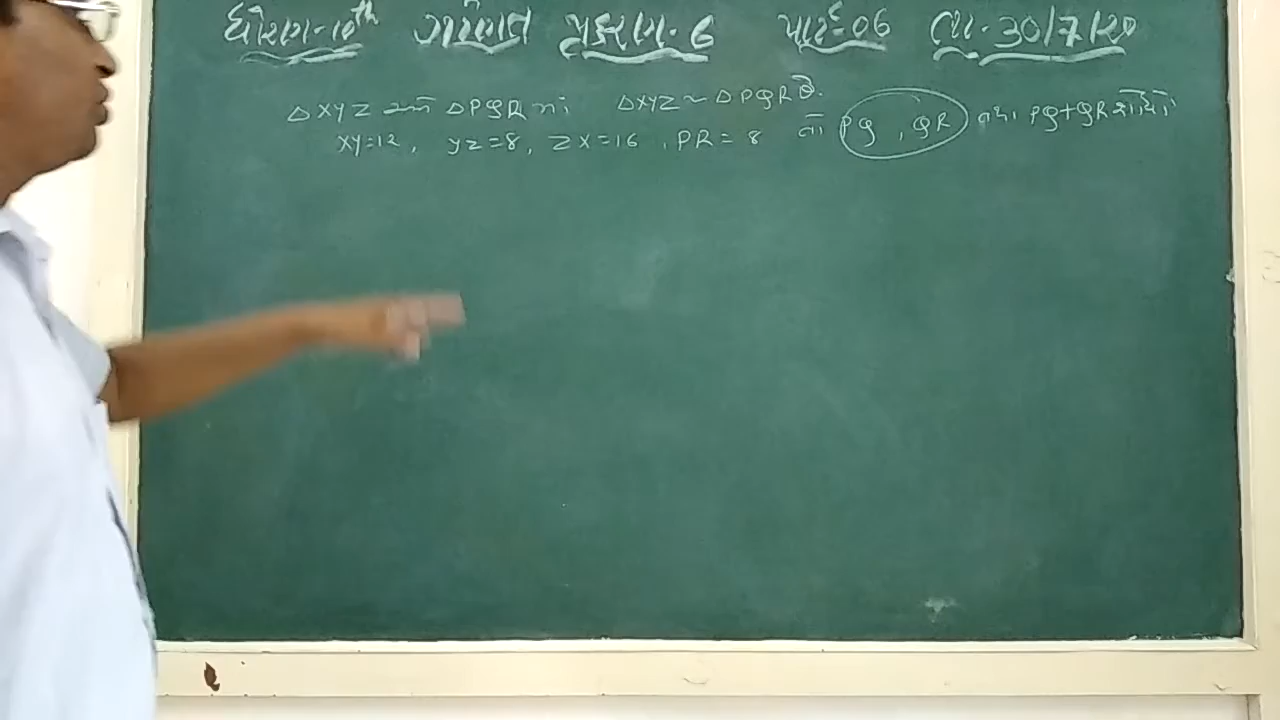 ધોરણ-10th ગણિત પ્રકરણ-6 પાર્ટ-06 તા.30/7/20
△XYZ અને △PQR માં △XYZ ~ △PQR છે.
XY=12, YZ=8, ZX=16, PR=8 તો PQ, QR તથા PQ+QR શોધો